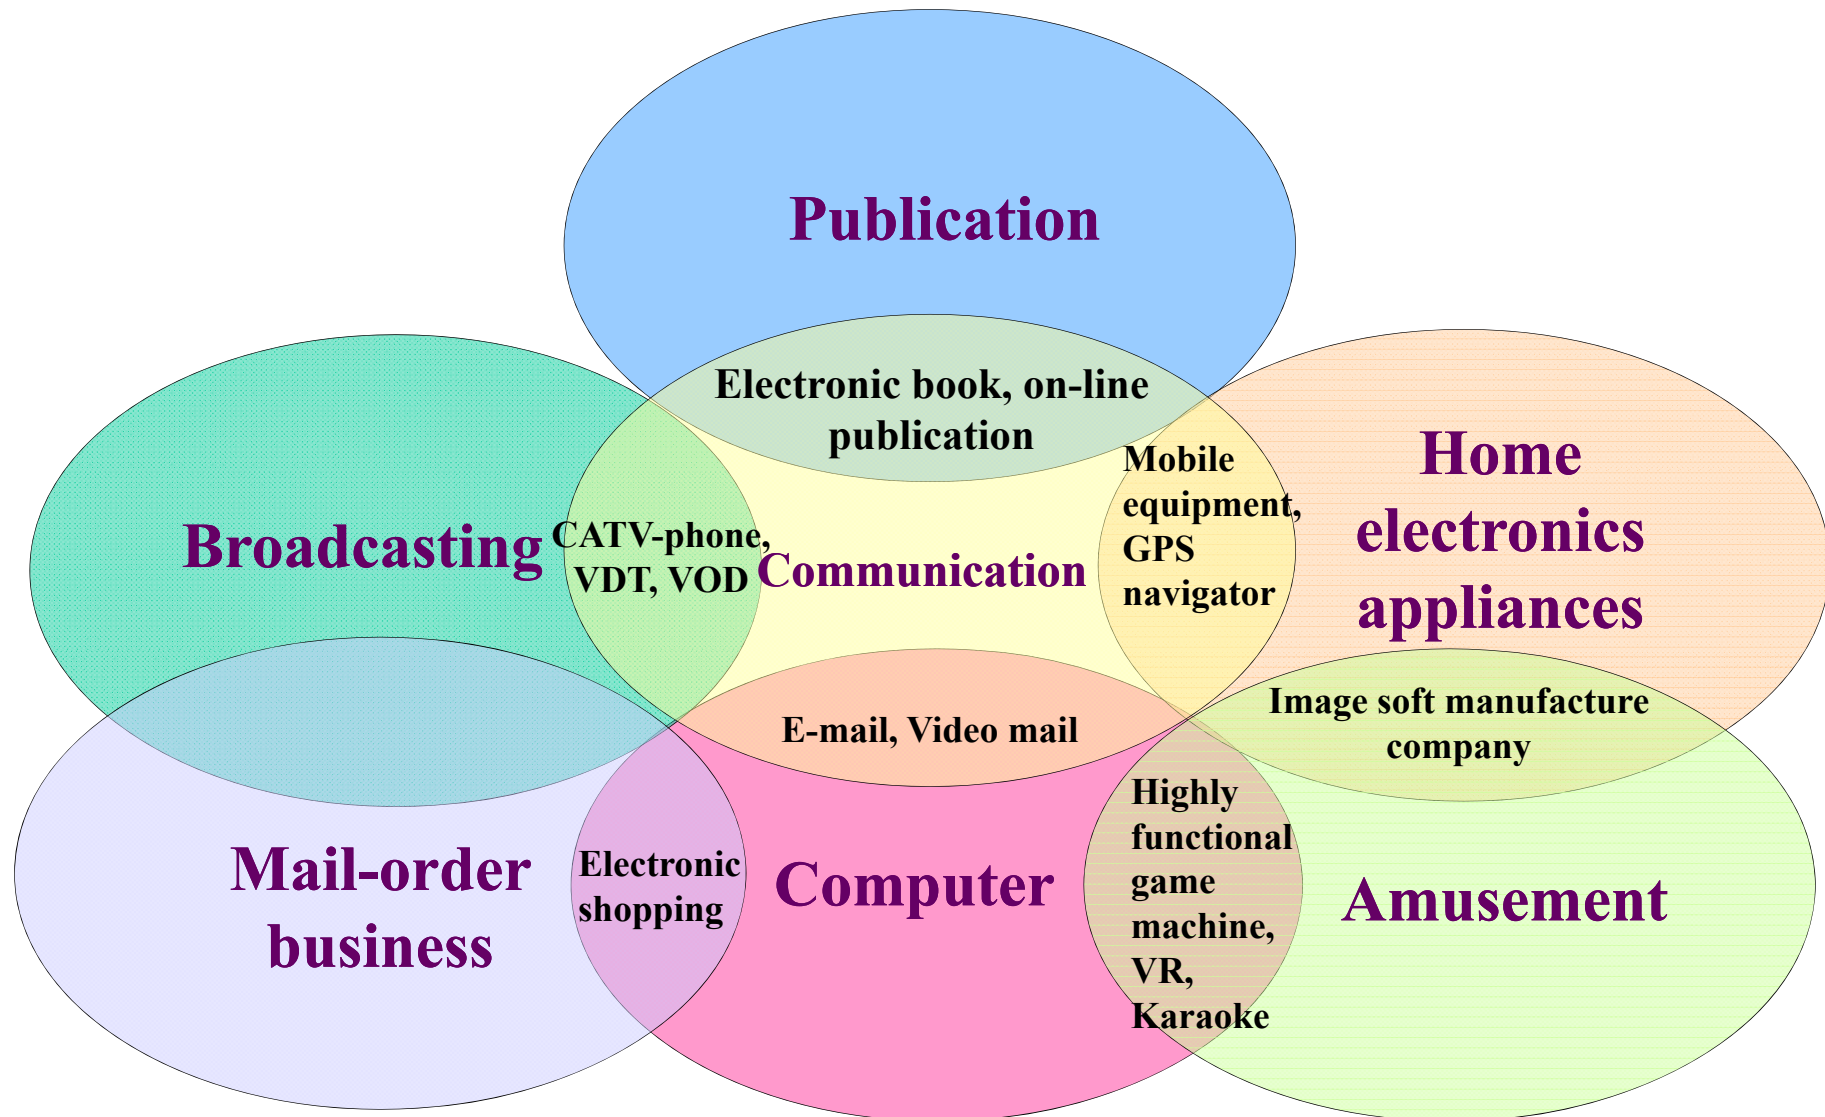 Publication
Electronic book, on-line
publication
Broadcasting
CATV-phone,
VDT, VOD
Communication
Mobile
equipment,
GPS
navigator
Home
electronics
appliances
E-mail, Video mail
Image soft manufacture
company
Mail-order
business
Electronic
shopping
Computer
Highly
functional
game
machine,
VR,
Karaoke
Amusement